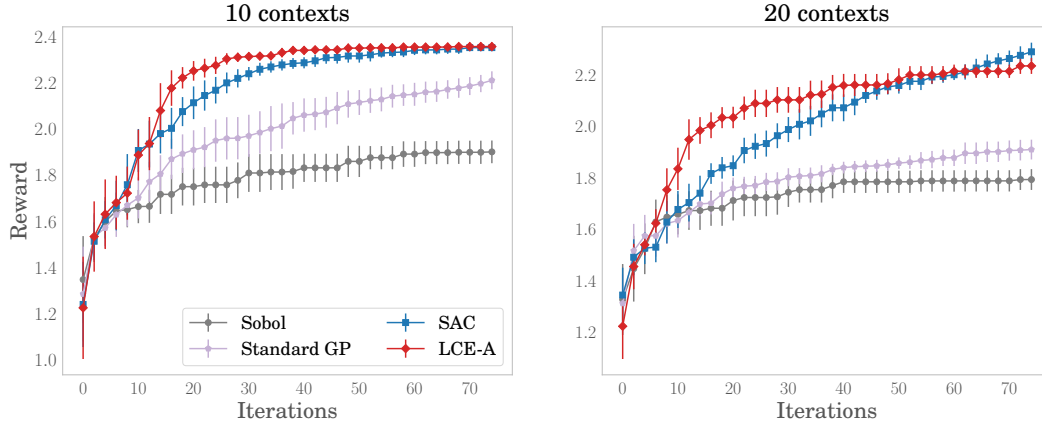 10 contexts
20 contexts
Reward
2.4
2.2
2.0
1.8
1.6
1.4
1.2
1.0
2.2
2.0
1.8
1.6
1.4
1.2
Sobol
Standard GP
SAC
LCE-A
0 10 20 30 40 50 60 70
0 10 20 30 40 50 60 70
Iterations
Iterations